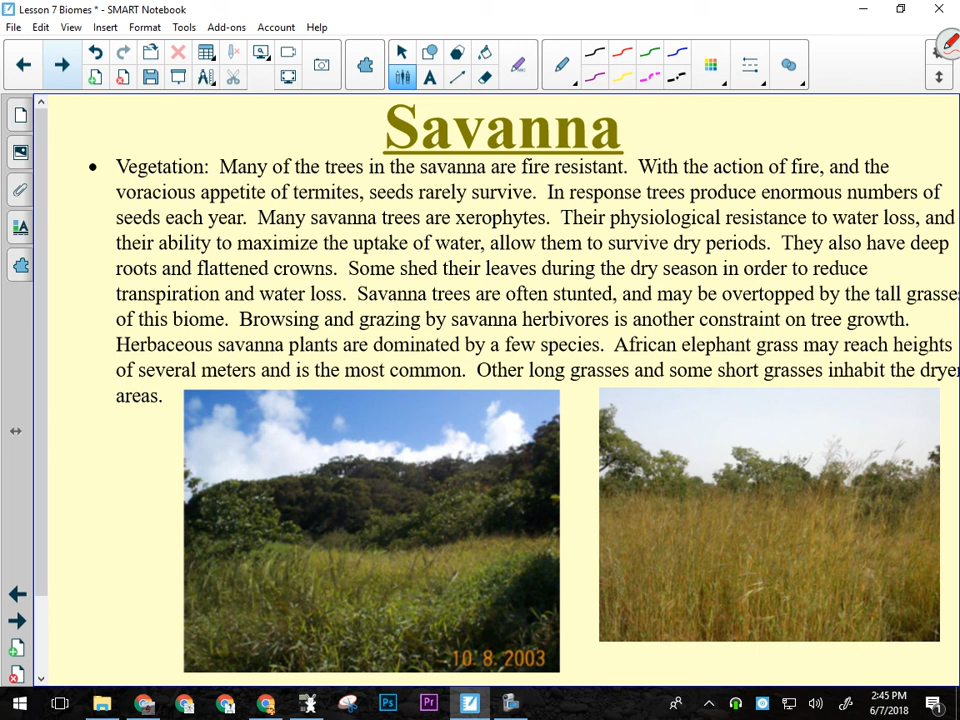 Lesson 7 Biomes * - SMART Notebook
File Edit View Insert Format Tools Add-ons Account Help
Savanna
• Vegetation: Many of the trees in the savanna are fire resistant. With the action of fire, and the
voracious appetite of termites, seeds rarely survive. In response trees produce enormous numbers of
seeds each year. Many savanna trees are xerophytes. Their physiological resistance to water loss, and
their ability to maximize the uptake of water, allow them to survive dry periods. They also have deep
roots and flattened crowns. Some shed their leaves during the dry season in order to reduce
transpiration and water loss. Savanna trees are often stunted, and may be overtopped by the tall grasse
of this biome. Browsing and grazing by savanna herbivores is another constraint on tree growth.
Herbaceous savanna plants are dominated by a few species. African elephant grass may reach heights
of several meters and is the most common. Other long grasses and some short grasses inhabit the dryer
areas.
10. 8. 2003
Ps Pr
2:45 PM
6/7/2018
1